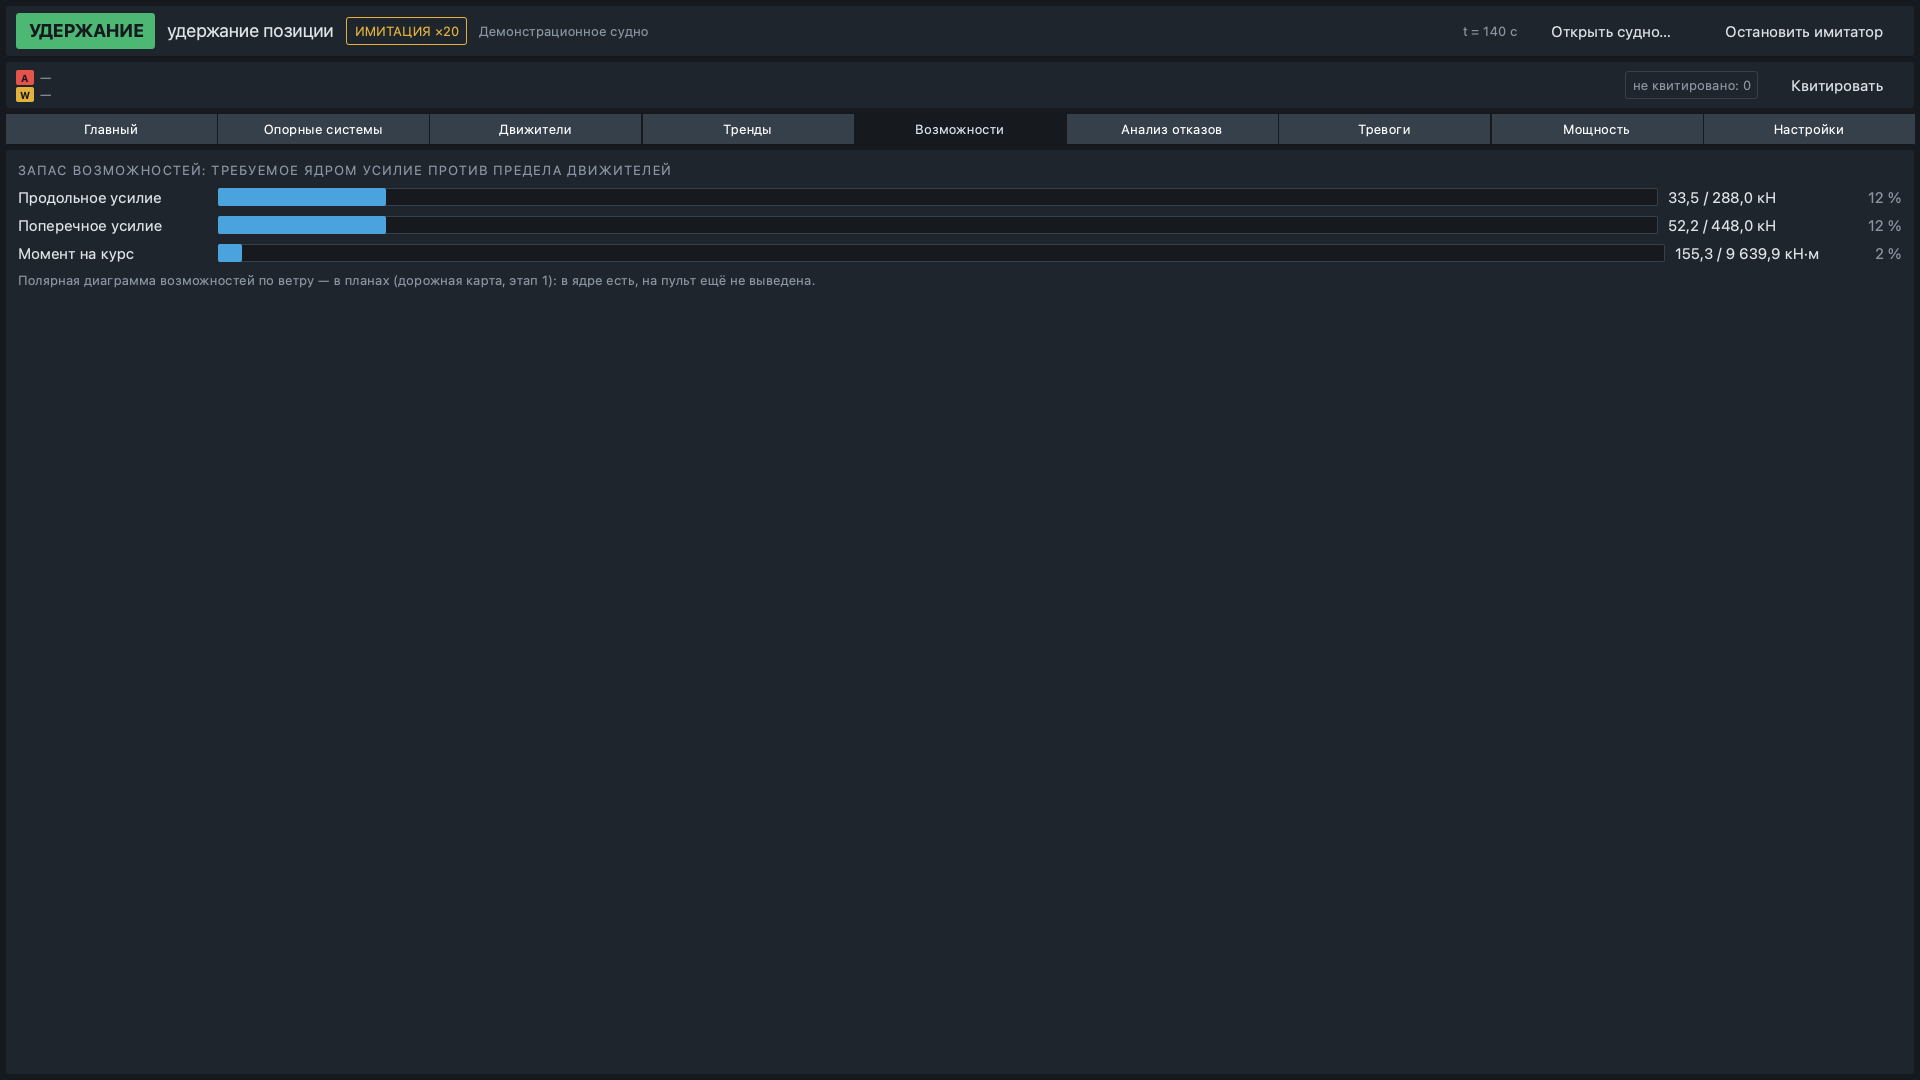 УДЕРЖАНИЕ удержание позиции ИМИТАЦИЯ ×20 Демонстрационное судно t = 140 с Открыть судно... Остановить имитатор
A —
W —
не квитировано: 0 Квитировать
Главный Опорные системы Движители Тренды Возможности Анализ отказов Тревоги Мощность Настройки
ЗАПАС ВОЗМОЖНОСТЕЙ: ТРЕБУЕМОЕ ЯДРОМ УСИЛИЕ ПРОТИВ ПРЕДЕЛА ДВИЖИТЕЛЕЙ
Продольное усилие 33,5 / 288,0 кН 12 %
Поперечное усилие 52,2 / 448,0 кН 12 %
Момент на курс 155,3 / 9 639,9 кН·м 2 %
Полярная диаграмма возможностей по ветру — в планах (дорожная карта, этап 1): в ядре есть, на пульт ещё не выведена.